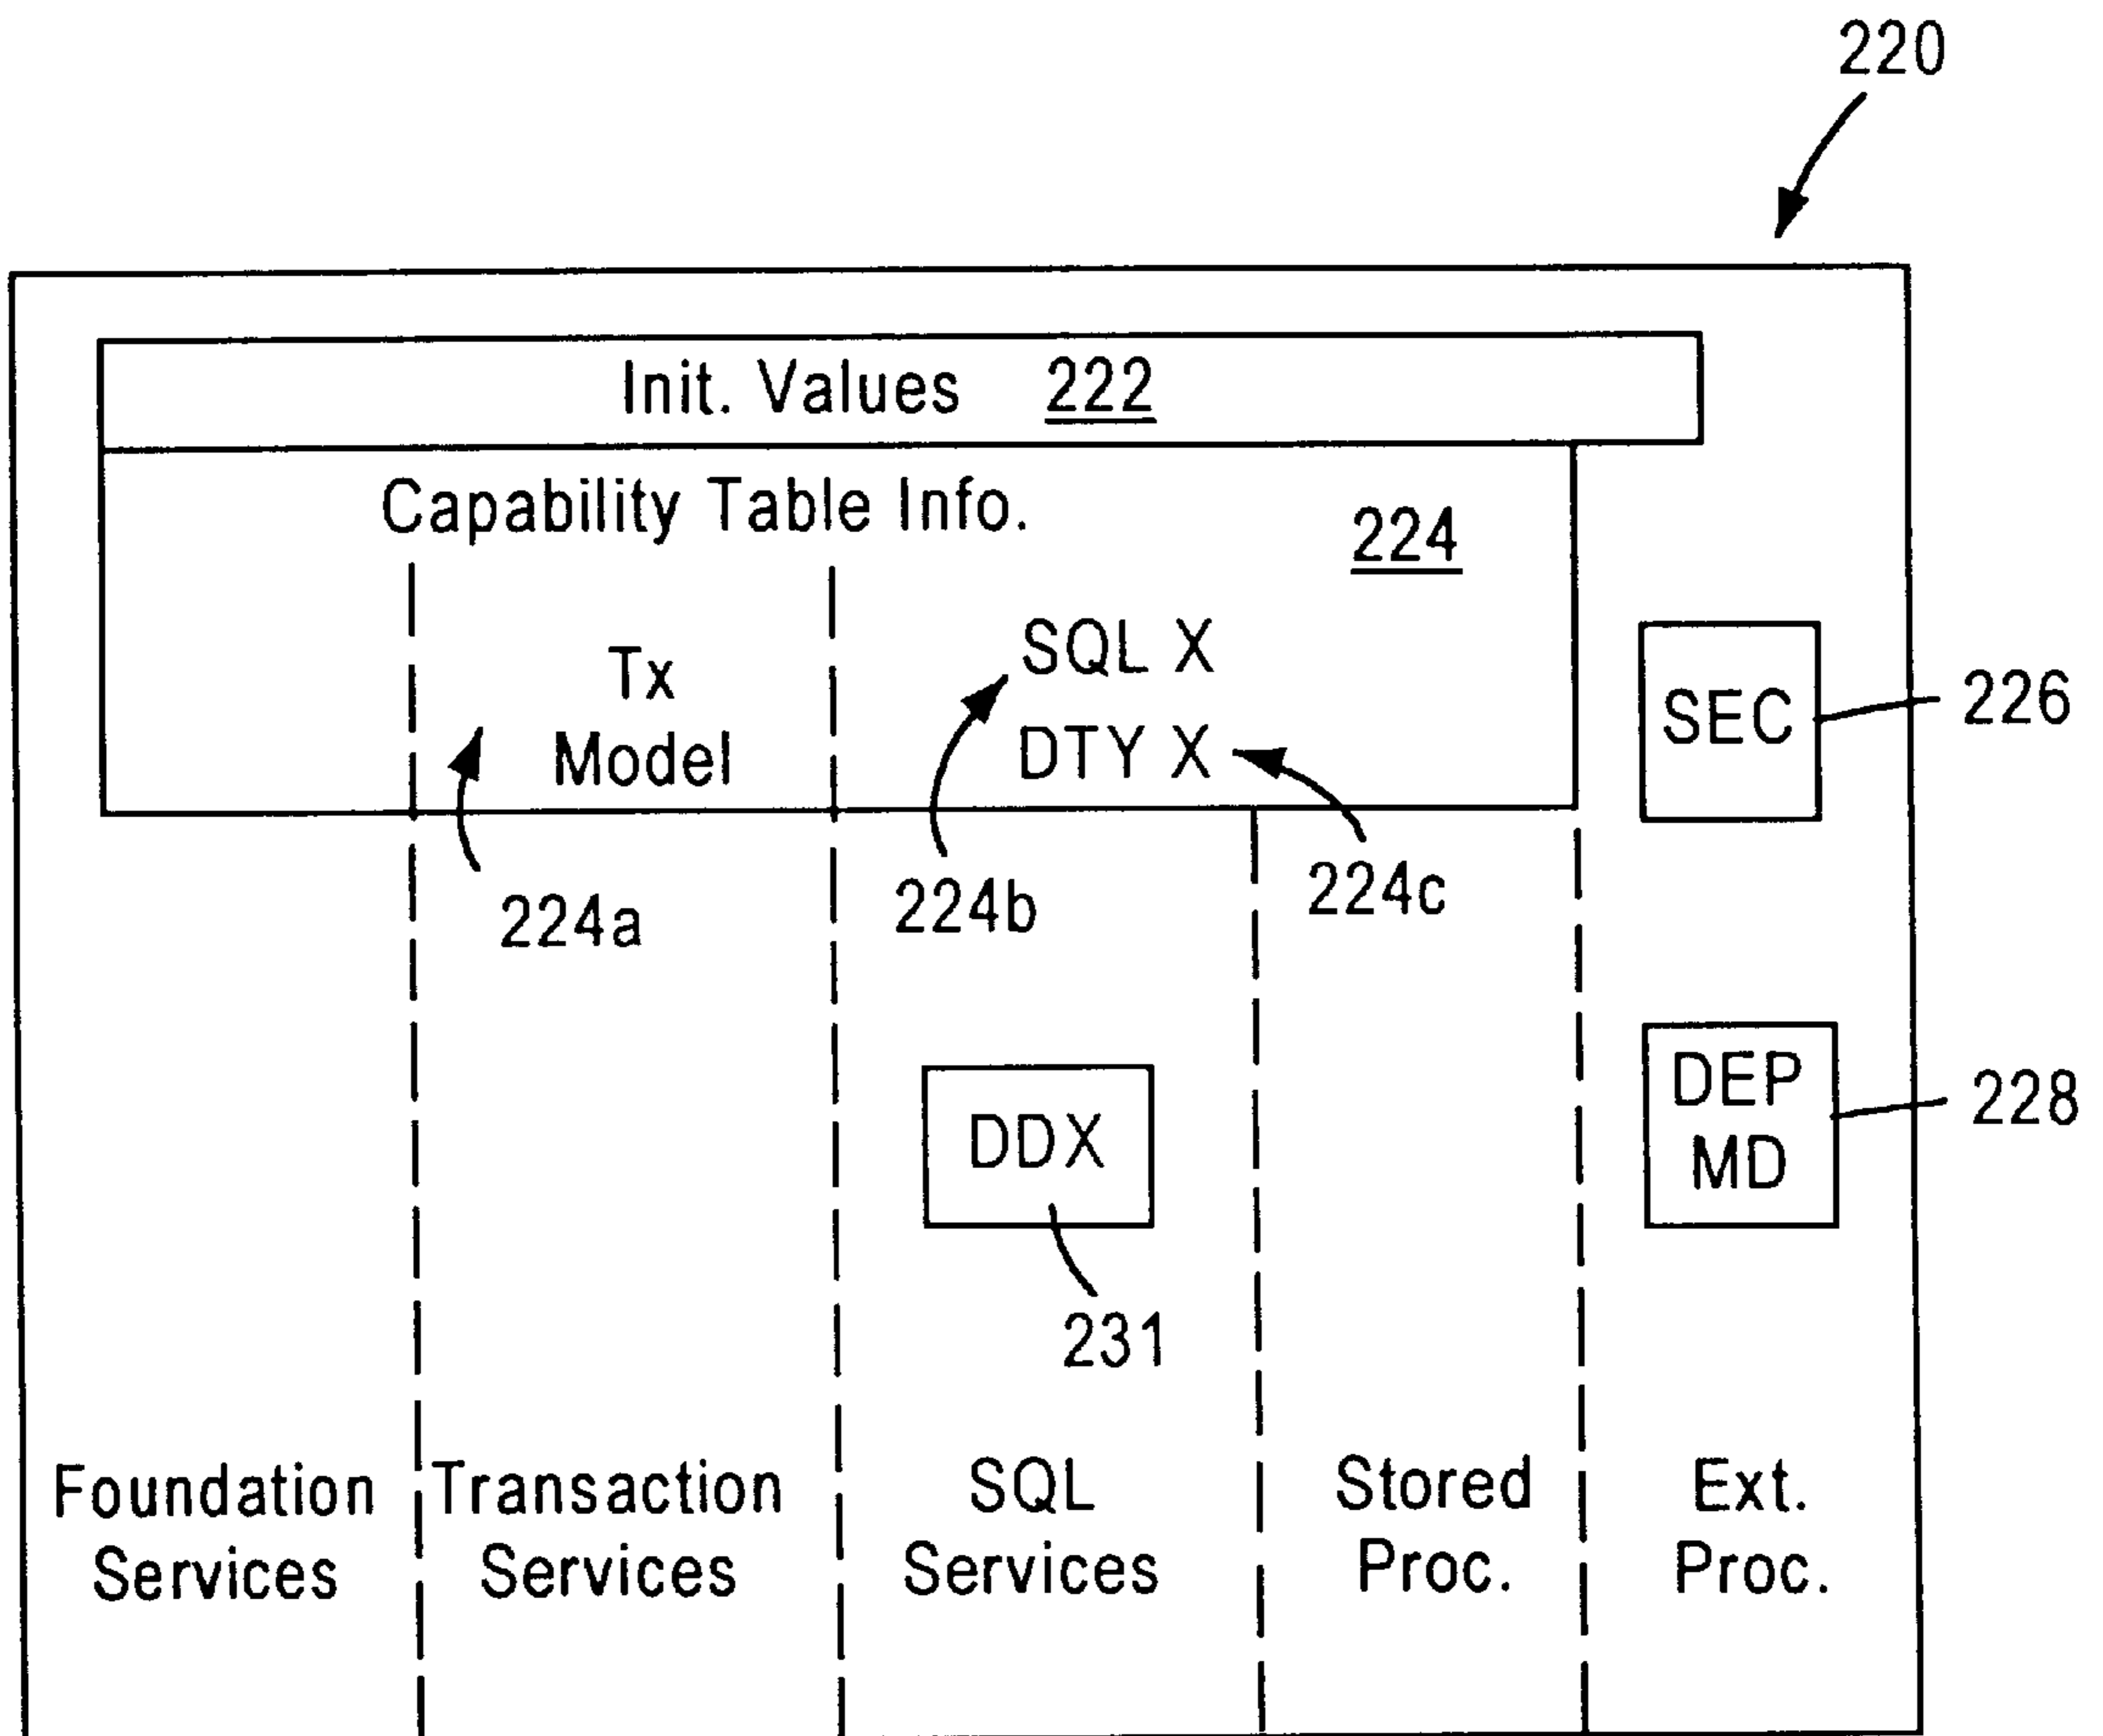 220
Init. Values 222
Capability Table Info.
224
Tx
Model
SQL X
DTY X
SEC
226
224a
224b
224c
DEP
MD
228
DDX
231
Foundation
Services
Transaction
Services
SQL
Services
Stored
Proc.
Ext.
Proc.